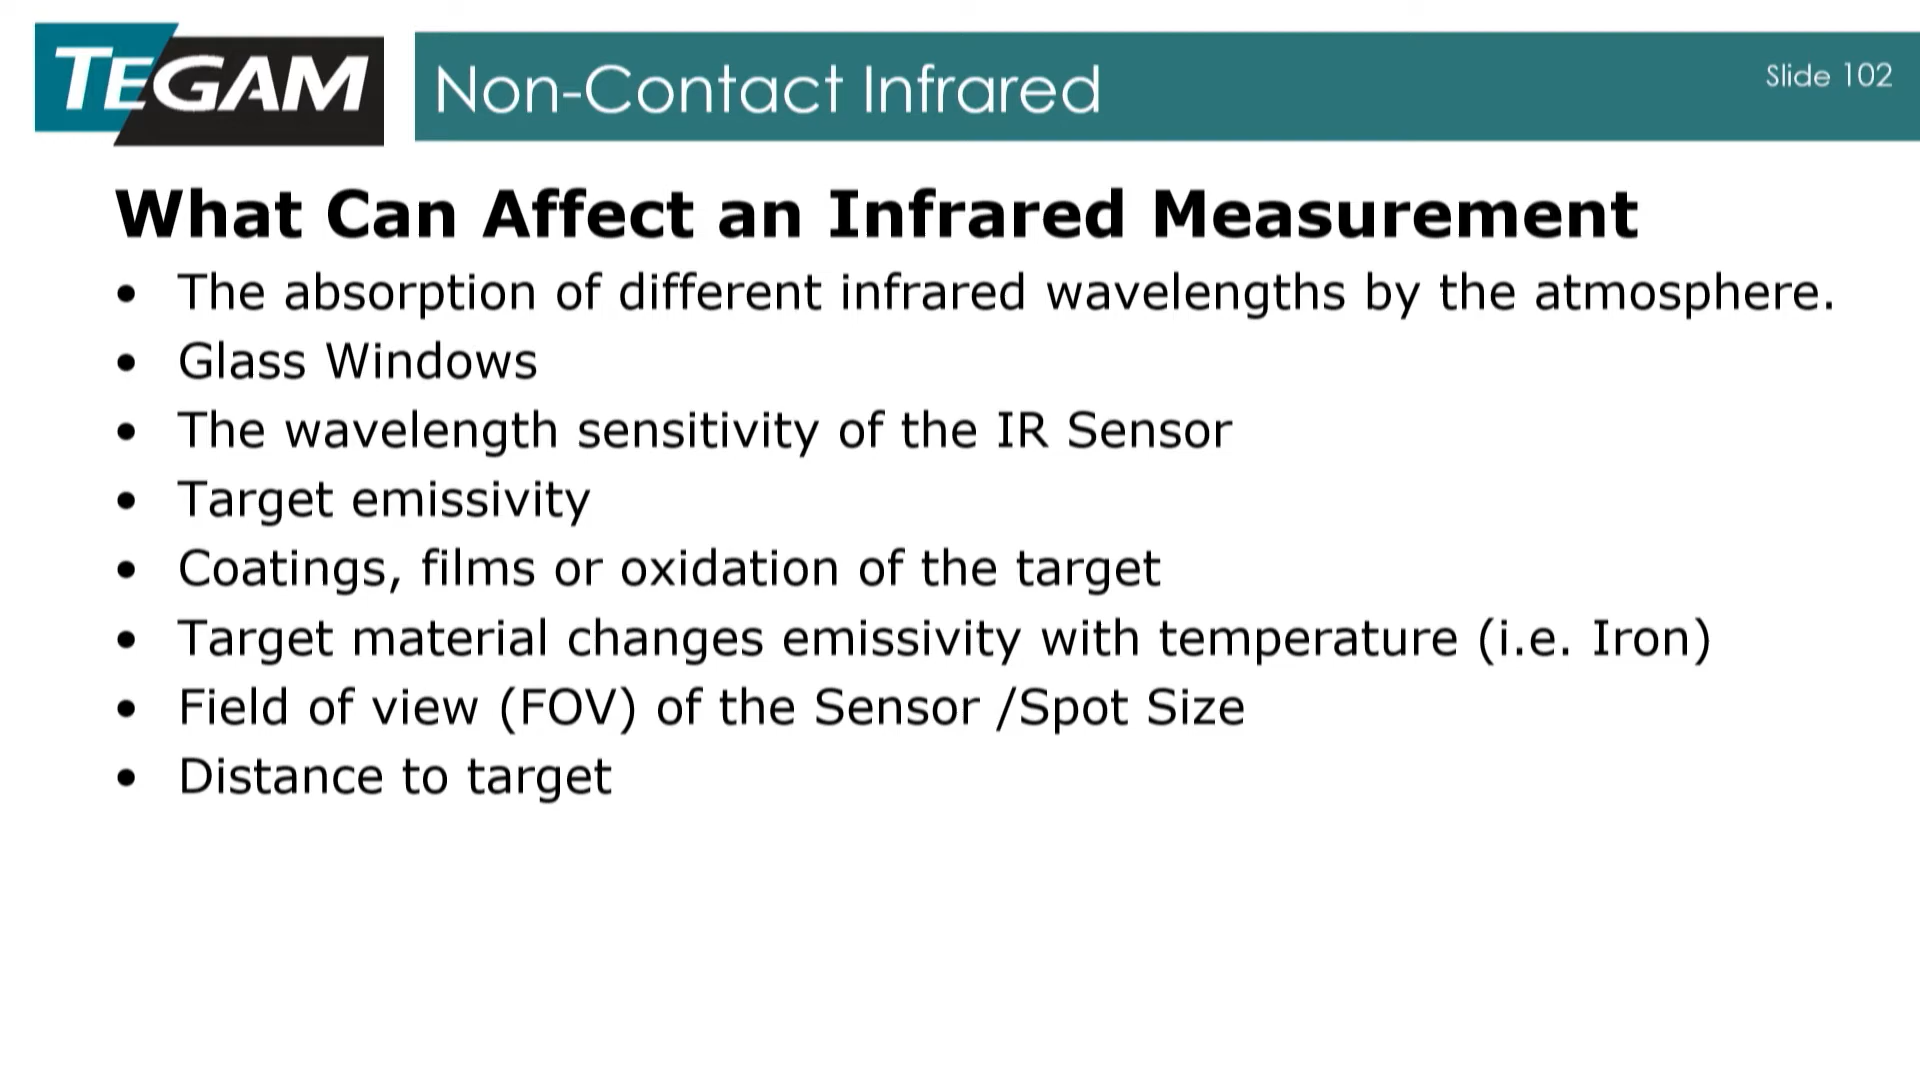 TEGAM
Non-Contact Infrared
Slide 102
What Can Affect an Infrared Measurement
• The absorption of different infrared wavelengths by the atmosphere.
• Glass Windows
• The wavelength sensitivity of the IR Sensor
• Target emissivity
• Coatings, films or oxidation of the target
• Target material changes emissivity with temperature (i.e. Iron)
• Field of view (FOV) of the Sensor /Spot Size
• Distance to target